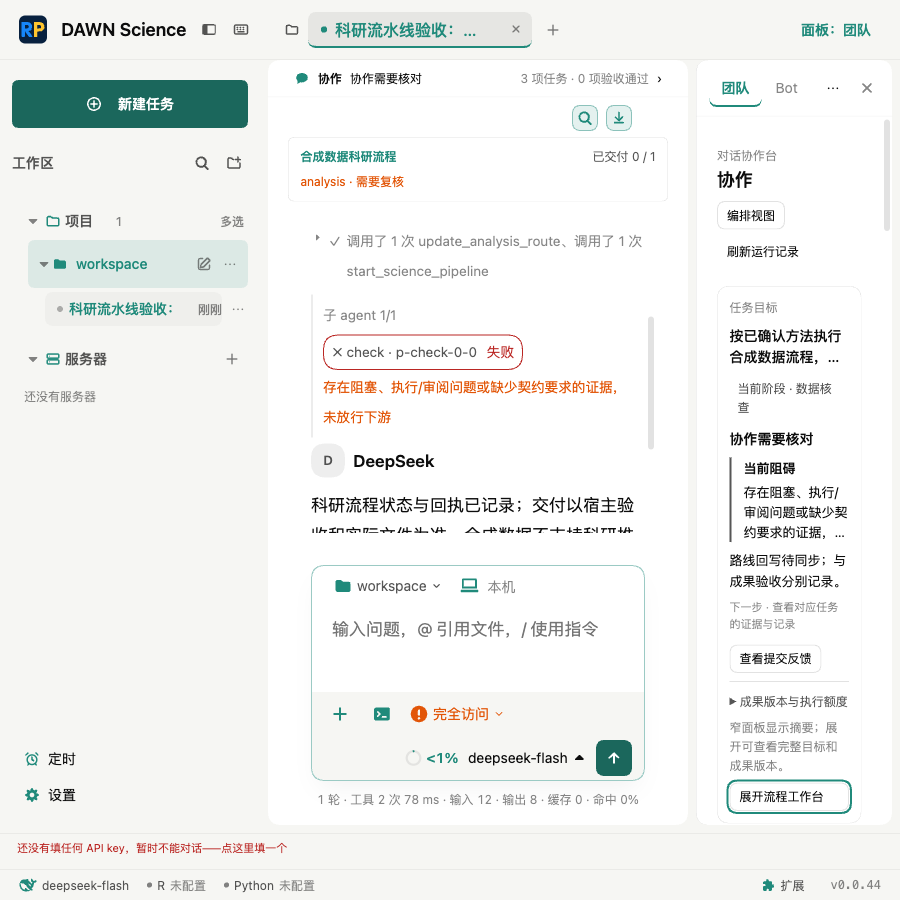 RP DAWN Science
科研流水线验收: ...
面板: 团队
新建任务
工作区
项目 1 多选
workspace
科研流水线验收: 刚刚
服务器
还没有服务器
定时
设置
协作 协作需要核对 3 项任务 · 0 项验收通过
合成数据科研流程 已交付 0 / 1
analysis · 需要复核
调用了 1 次 update_analysis_route、调用了 1 次
start_science_pipeline
子 agent 1/1
check · p-check-0-0 失败
存在阻塞、执行/审阅问题或缺少契约要求的证据,
未放行下游
D DeepSeek
科研流程状态与回执已记录；交付以宿主验
收和实际文件为准。合成数据不支持科研推
workspace 本机
输入问题, @ 引用文件, / 使用指令
完全访问
<1% deepseek-flash
1 轮 · 工具 2 次 78 ms · 输入 12 · 输出 8 · 缓存 0 · 命中 0%
团队 Bot ...
对话协作台
协作
编排视图
刷新运行记录
任务目标
按已确认方法执行
合成数据流程, ...
当前阶段 · 数据核
查
协作需要核对
当前阻碍
存在阻塞、执行/
审阅问题或缺少契
约要求的证据, ...
路线回写待同步；与
成果验收分别记录。
下一步 · 查看对应任务
的证据与记录
查看提交反馈
成果版本与执行额度
窄面板显示摘要；展
开可查看完整目标和
成果版本。
展开流程工作台
还没有填任何 API key，暂时不能对话——点这里填一个
deepseek-flash R 未配置 Python 未配置
扩展 v0.0.44